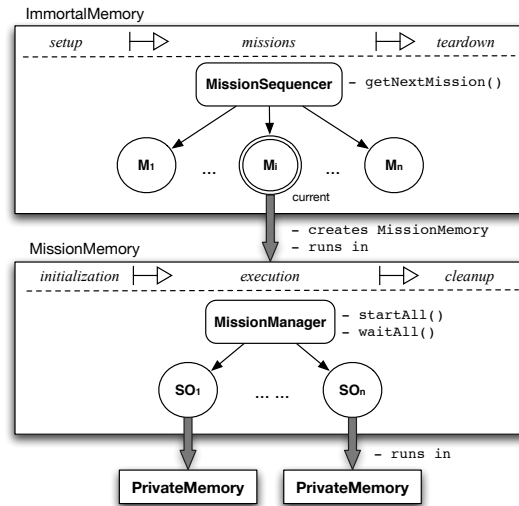 ImmortalMemory
setup missions teardown
MissionSequencer
- getNextMission()
M1 ... Mi ... Mn
current
- creates MissionMemory
- runs in
MissionMemory
initialization execution cleanup
MissionManager
- startAll()
- waitAll()
SO1 ... ... SOn
- runs in
PrivateMemory PrivateMemory